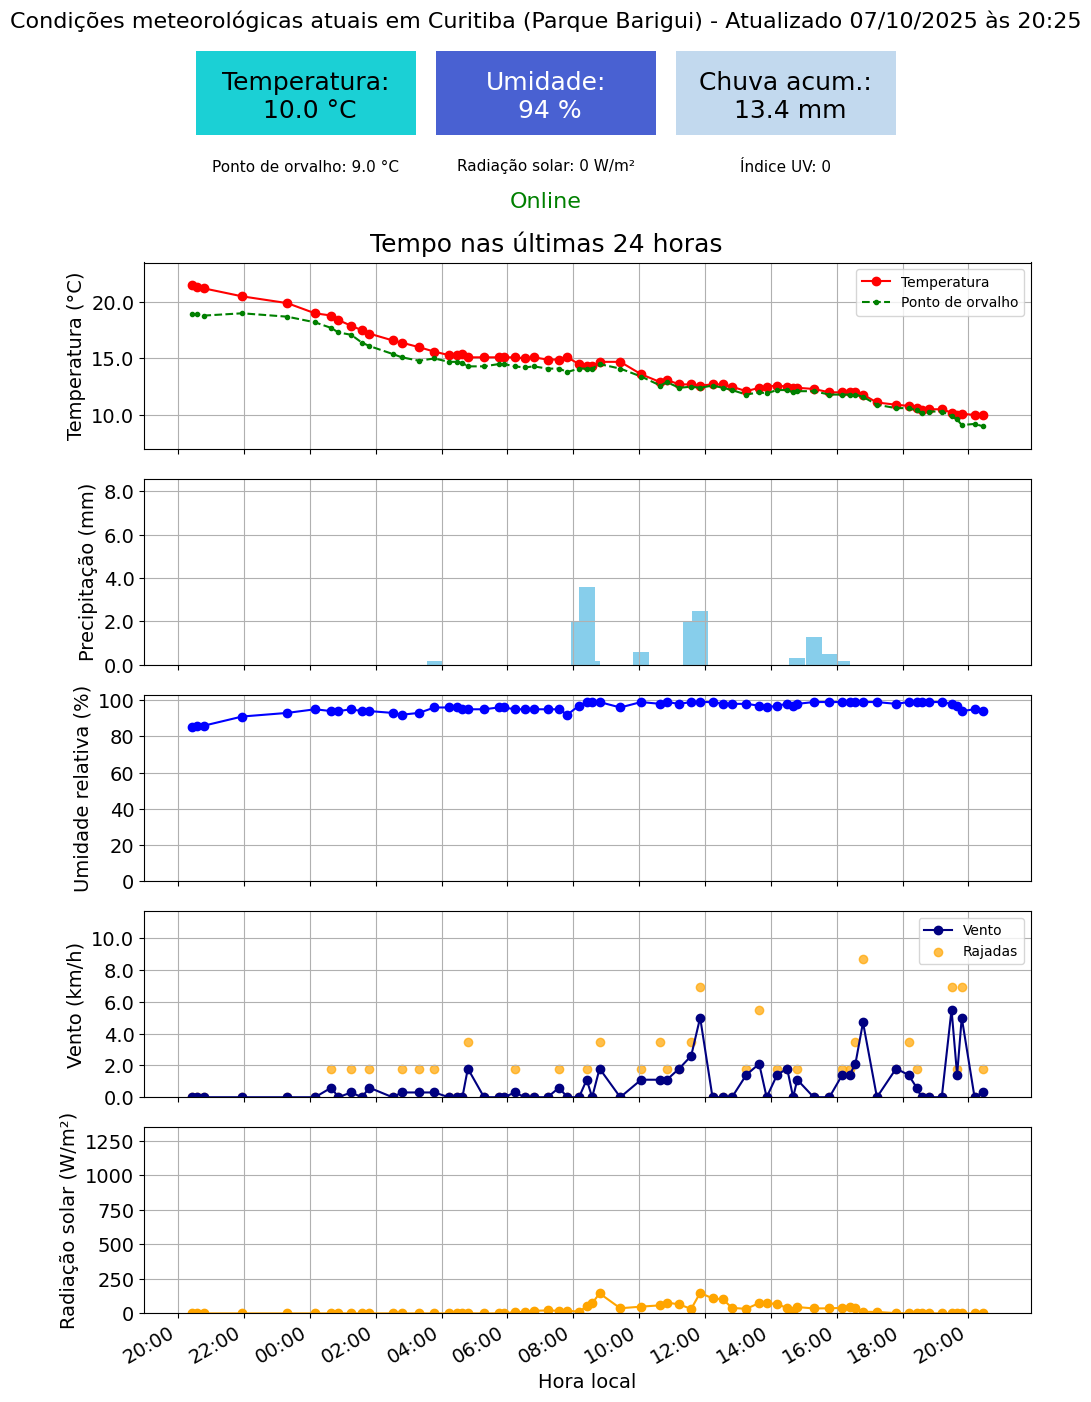 Condições meteorológicas atuais em Curitiba (Parque Barigui) - Atualizado 07/10/2025 às 20:25
Temperatura:
10.0 °C
Umidade:
94 %
Chuva acum.:
13.4 mm
Ponto de orvalho: 9.0 °C
Radiação solar: 0 W/m²
Índice UV: 0
Online
Tempo nas últimas 24 horas
Temperatura (°C)
20.0
15.0
10.0
Temperatura
Ponto de orvalho
Precipitação (mm)
8.0
6.0
4.0
2.0
0.0
Umidade relativa (%)
100
80
60
40
20
0
Vento (km/h)
10.0
8.0
6.0
4.0
2.0
0.0
Vento
Rajadas
Radiação solar (W/m²)
1250
1000
750
500
250
0
20:00 22:00 00:00 02:00 04:00 06:00 08:00 10:00 12:00 14:00 16:00 18:00 20:00
Hora local